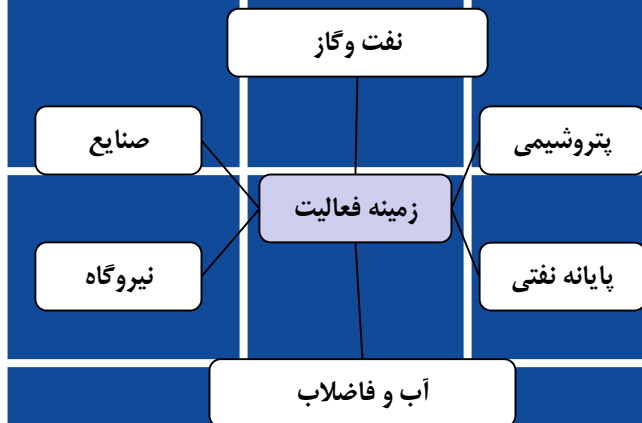 نفت وگاز
پتروشیمی
صنایع
زمینه فعالیت
پایانه نفتی
نیروگاه
آب و فاضلاب